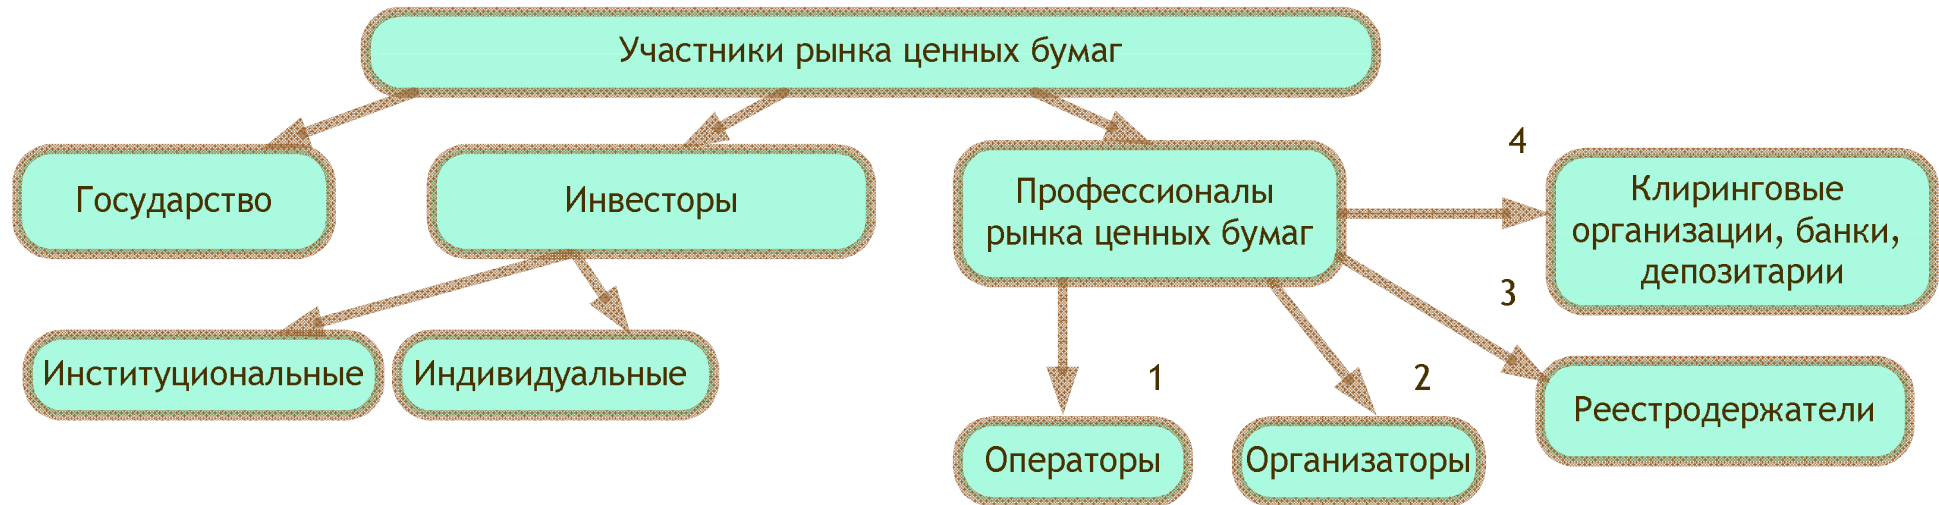 Участники рынка ценных бумаг
Государство
Инвесторы
Профессионалы
рынка ценных бумаг
4
Клиринговые
организации, банки,
депозитарии
Институциональные
Индивидуальные
1
2
3
Операторы
Организаторы
Реестродержатели